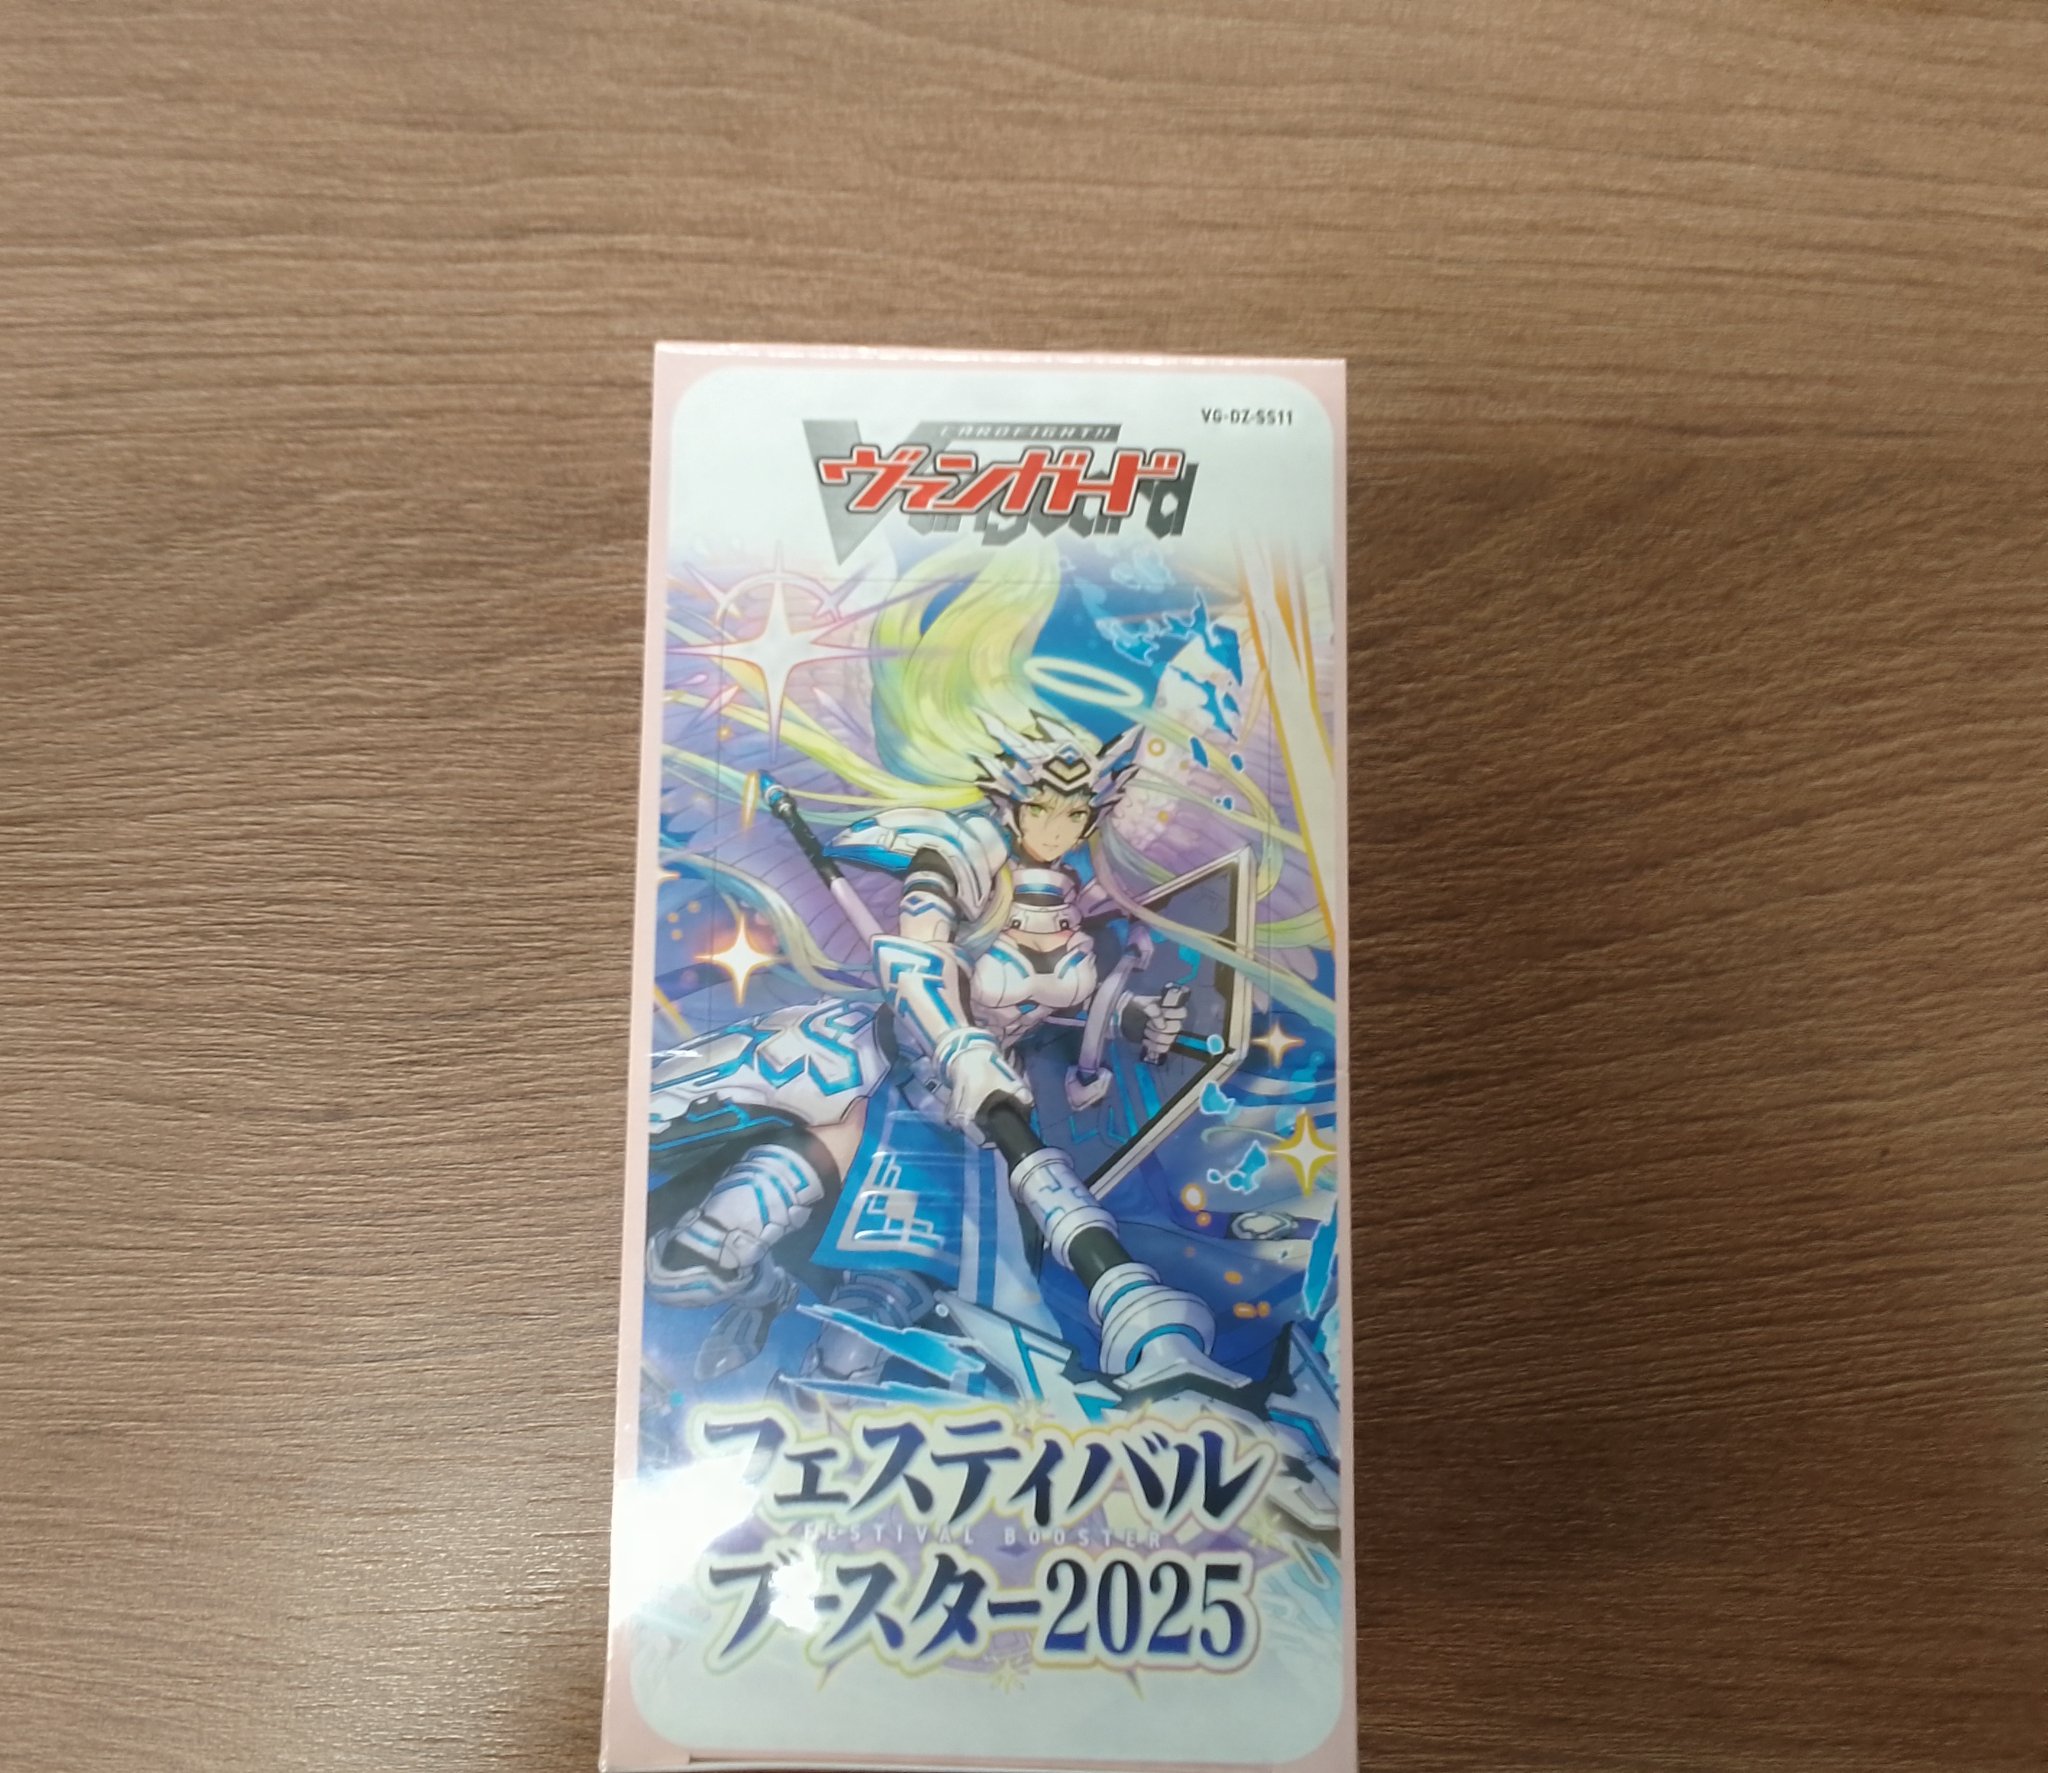 VG-DZ-SS11
CARDFIGHT!!
ヴァンガード
Vanguard
フェスティバル
FESTIVAL BOOSTER
ブースター2025